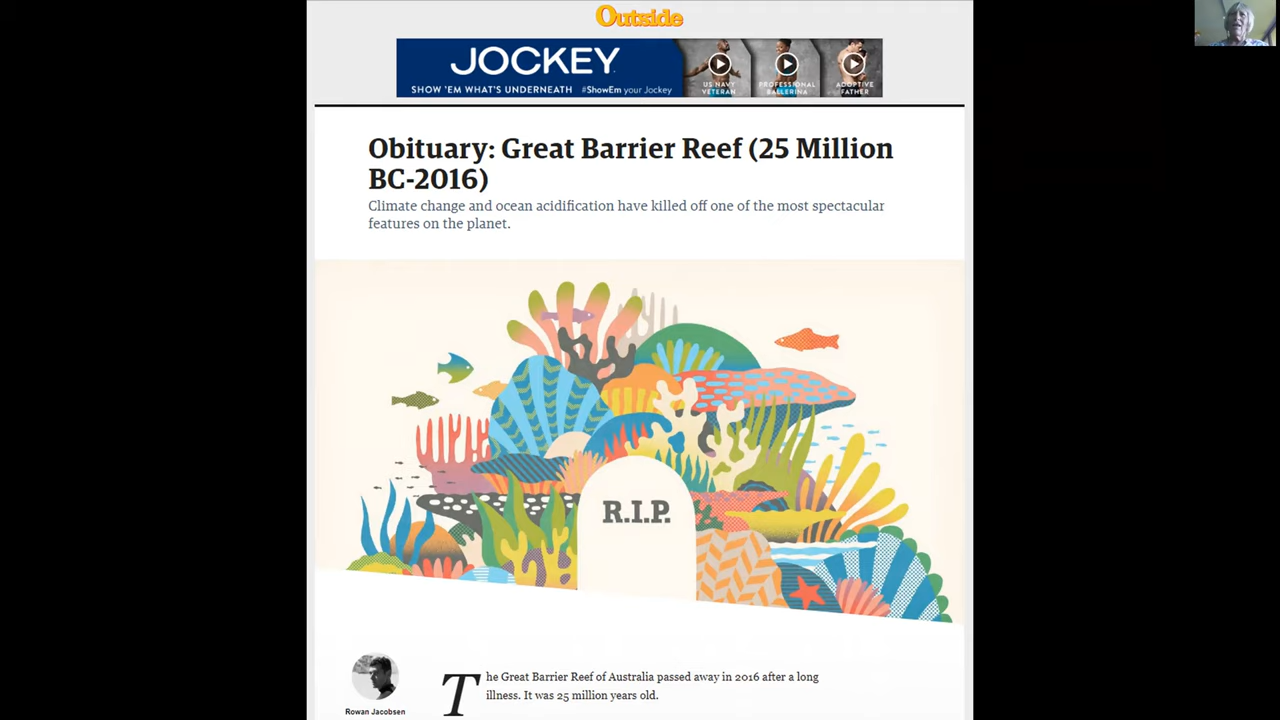 Outside
JOCKEY
SHOW 'EM WHAT'S UNDERNEATH #ShowEm your Jockey
US NAVY
VETERAN
PROFESSIONAL
BALLERINA
ADOPTIVE
FATHER
Obituary: Great Barrier Reef (25 Million
BC-2016)
Climate change and ocean acidification have killed off one of the most spectacular
features on the planet.
R.I.P.
The Great Barrier Reef of Australia passed away in 2016 after a long
illness. It was 25 million years old.
Rowan Jacobsen